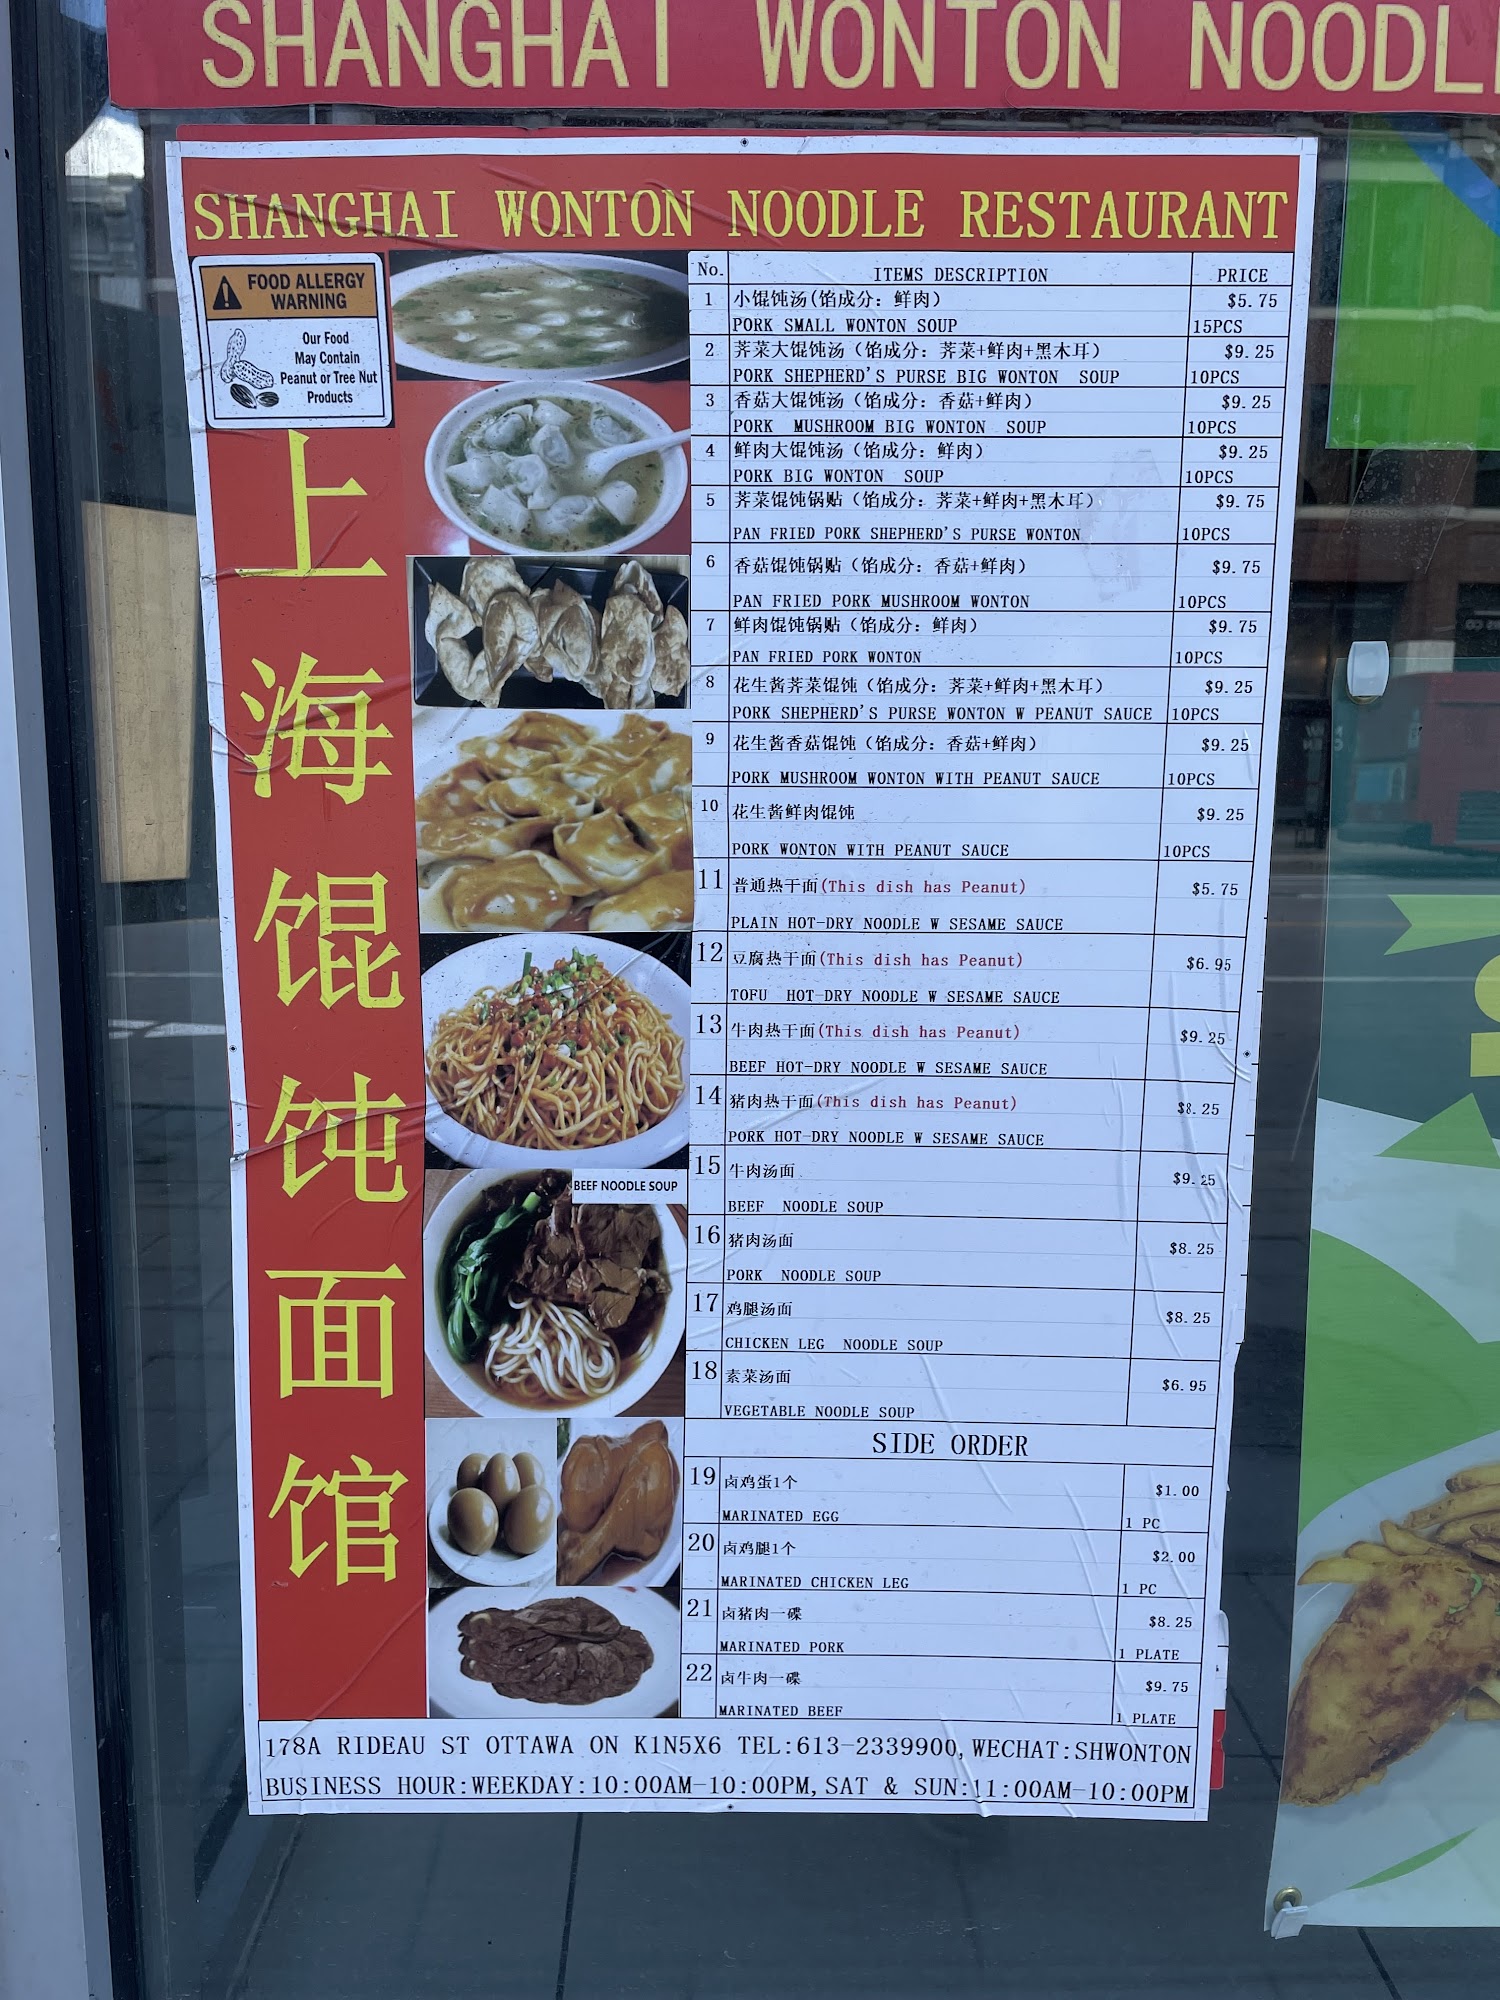 SHANGHAI WONTON NOODL
SHANGHAI WONTON NOODLE RESTAURANT
FOOD ALLERGY
WARNING
Our Food
May Contain
Peanut or Tree Nut
Products
上
海
馄
饨
面
馆
BEEF NOODLE SOUP
No. ITEMS DESCRIPTION PRICE
1 小馄饨汤(馅成分：鲜肉) $5.75
PORK SMALL WONTON SOUP 15PCS
2 荠菜大馄饨汤（馅成分：荠菜+鲜肉+黑木耳） $9.25
PORK SHEPHERD'S PURSE BIG WONTON SOUP 10PCS
3 香菇大馄饨汤（馅成分：香菇+鲜肉） $9.25
PORK MUSHROOM BIG WONTON SOUP 10PCS
4 鲜肉大馄饨汤（馅成分：鲜肉） $9.25
PORK BIG WONTON SOUP 10PCS
5 荠菜馄饨锅贴（馅成分：荠菜+鲜肉+黑木耳） $9.75
PAN FRIED PORK SHEPHERD'S PURSE WONTON 10PCS
6 香菇馄饨锅贴（馅成分：香菇+鲜肉） $9.75
PAN FRIED PORK MUSHROOM WONTON 10PCS
7 鲜肉馄饨锅贴（馅成分：鲜肉） $9.75
PAN FRIED PORK WONTON 10PCS
8 花生酱荠菜馄饨（馅成分：荠菜+鲜肉+黑木耳） $9.25
PORK SHEPHERD'S PURSE WONTON W PEANUT SAUCE 10PCS
9 花生酱香菇馄饨（馅成分：香菇+鲜肉） $9.25
PORK MUSHROOM WONTON WITH PEANUT SAUCE 10PCS
10 花生酱鲜肉馄饨 $9.25
PORK WONTON WITH PEANUT SAUCE 10PCS
11 普通热干面(This dish has Peanut) $5.75
PLAIN HOT-DRY NOODLE W SESAME SAUCE
12 豆腐热干面(This dish has Peanut) $6.95
TOFU HOT-DRY NOODLE W SESAME SAUCE
13 牛肉热干面(This dish has Peanut) $9.25
BEEF HOT-DRY NOODLE W SESAME SAUCE
14 猪肉热干面(This dish has Peanut) $8.25
PORK HOT-DRY NOODLE W SESAME SAUCE
15 牛肉汤面 $9.25
BEEF NOODLE SOUP
16 猪肉汤面 $8.25
PORK NOODLE SOUP
17 鸡腿汤面 $8.25
CHICKEN LEG NOODLE SOUP
18 素菜汤面 $6.95
VEGETABLE NOODLE SOUP
SIDE ORDER
19 卤鸡蛋1个 $1.00
MARINATED EGG 1 PC
20 卤鸡腿1个 $2.00
MARINATED CHICKEN LEG 1 PC
21 卤猪肉一碟 $8.25
MARINATED PORK 1 PLATE
22 卤牛肉一碟 $9.75
MARINATED BEEF 1 PLATE
178A RIDEAU ST OTTAWA ON K1N5X6 TEL:613-2339900,WECHAT:SHWONTON
BUSINESS HOUR:WEEKDAY:10:00AM-10:00PM,SAT & SUN:11:00AM-10:00PM